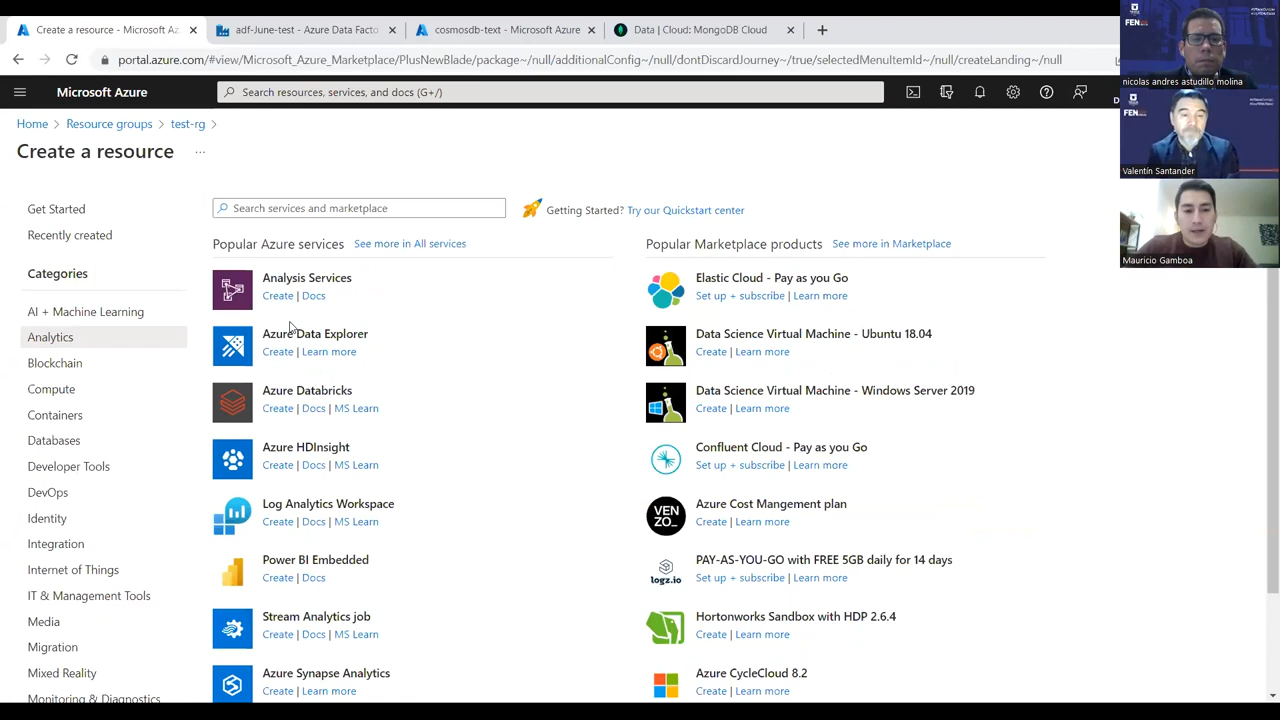 Create a resource - Microsoft Az
adf-June-test - Azure Data Facto
cosmosdb-text - Microsoft Azure
Data | Cloud: MongoDB Cloud
portal.azure.com/#view/Microsoft_Azure_Marketplace/PlusNewBlade/package~/null/additionalConfig~/null/dontDiscardJourney~/true/selectedMenuItemId~/null/createLanding/~/null
Microsoft Azure
Search resources, services, and docs (G+/)
Home > Resource groups > test-rg >
Create a resource ...
Get Started
Recently created
Categories
AI + Machine Learning
Analytics
Blockchain
Compute
Containers
Databases
Developer Tools
DevOps
Identity
Integration
Internet of Things
IT & Management Tools
Media
Migration
Mixed Reality
Monitoring & Diagnostics
Search services and marketplace
Getting Started? Try our Quickstart center
Popular Azure services See more in All services
Analysis Services
Create | Docs
Azure Data Explorer
Create | Learn more
Azure Databricks
Create | Docs | MS Learn
Azure HDInsight
Create | Docs | MS Learn
Log Analytics Workspace
Create | Docs | MS Learn
Power BI Embedded
Create | Docs
Stream Analytics job
Create | Docs | MS Learn
Azure Synapse Analytics
Create | Learn more
Popular Marketplace products See more in Marketplace
Elastic Cloud - Pay as you Go
Set up + subscribe | Learn more
Data Science Virtual Machine - Ubuntu 18.04
Create | Learn more
Data Science Virtual Machine - Windows Server 2019
Create | Learn more
Confluent Cloud - Pay as you Go
Set up + subscribe | Learn more
VEN
ZO_
Azure Cost Mangement plan
Create | Learn more
logz.io
PAY-AS-YOU-GO with FREE 5GB daily for 14 days
Set up + subscribe | Learn more
Hortonworks Sandbox with HDP 2.6.4
Create | Learn more
Azure CycleCloud 8.2
Create | Learn more
FEN
nicolas andres astudillo molina
FEN
Valentín Santander
Mauricio Gamboa